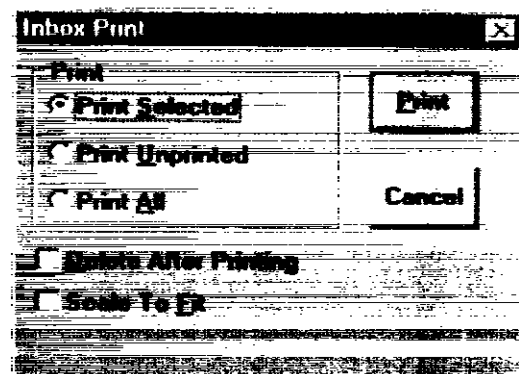 Inbox Print
Print
Print Selected
Print
Print Unprinted
Print All
Cancel
Delete After Printing
Scale To Fit